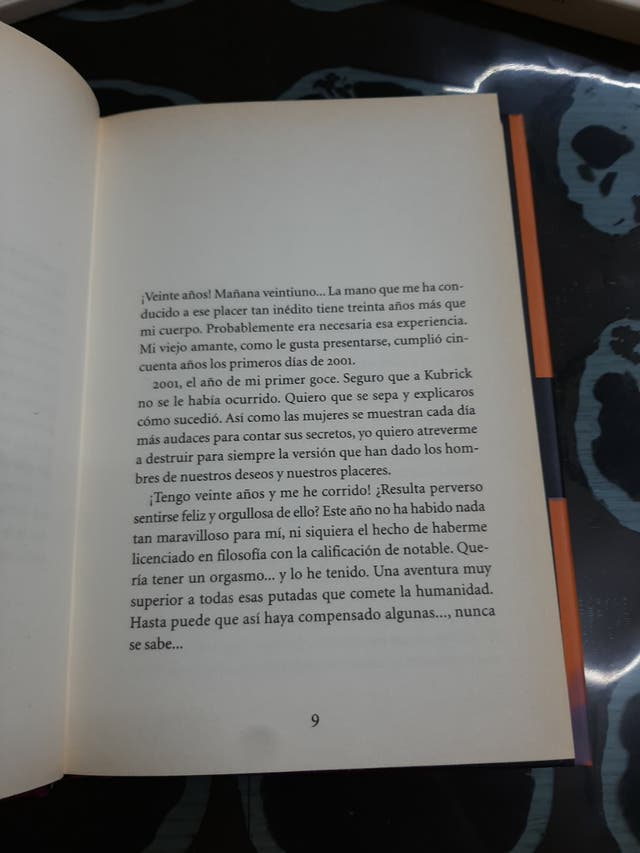 ¡Veinte años! Mañana veintiuno... La mano que me ha con-
ducido a ese placer tan inédito tiene treinta años más que
mi cuerpo. Probablemente era necesaria esa experiencia.
Mi viejo amante, como le gusta presentarse, cumplió cin-
cuenta años los primeros días de 2001.
2001, el año de mi primer goce. Seguro que a Kubrick
no se le había ocurrido. Quiero que se sepa y explicaros
cómo sucedió. Así como las mujeres se muestran cada día
más audaces para contar sus secretos, yo quiero atreverme
a destruir para siempre la versión que han dado los hom-
bres de nuestros deseos y nuestros placeres.
¡Tengo veinte años y me he corrido! ¿Resulta perverso
sentirse feliz y orgullosa de ello? Este año no ha habido nada
tan maravilloso para mí, ni siquiera el hecho de haberme
licenciado en filosofía con la calificación de notable. Que-
ría tener un orgasmo... y lo he tenido. Una aventura muy
superior a todas esas putadas que comete la humanidad.
Hasta puede que así haya compensado algunas..., nunca
se sabe...
9